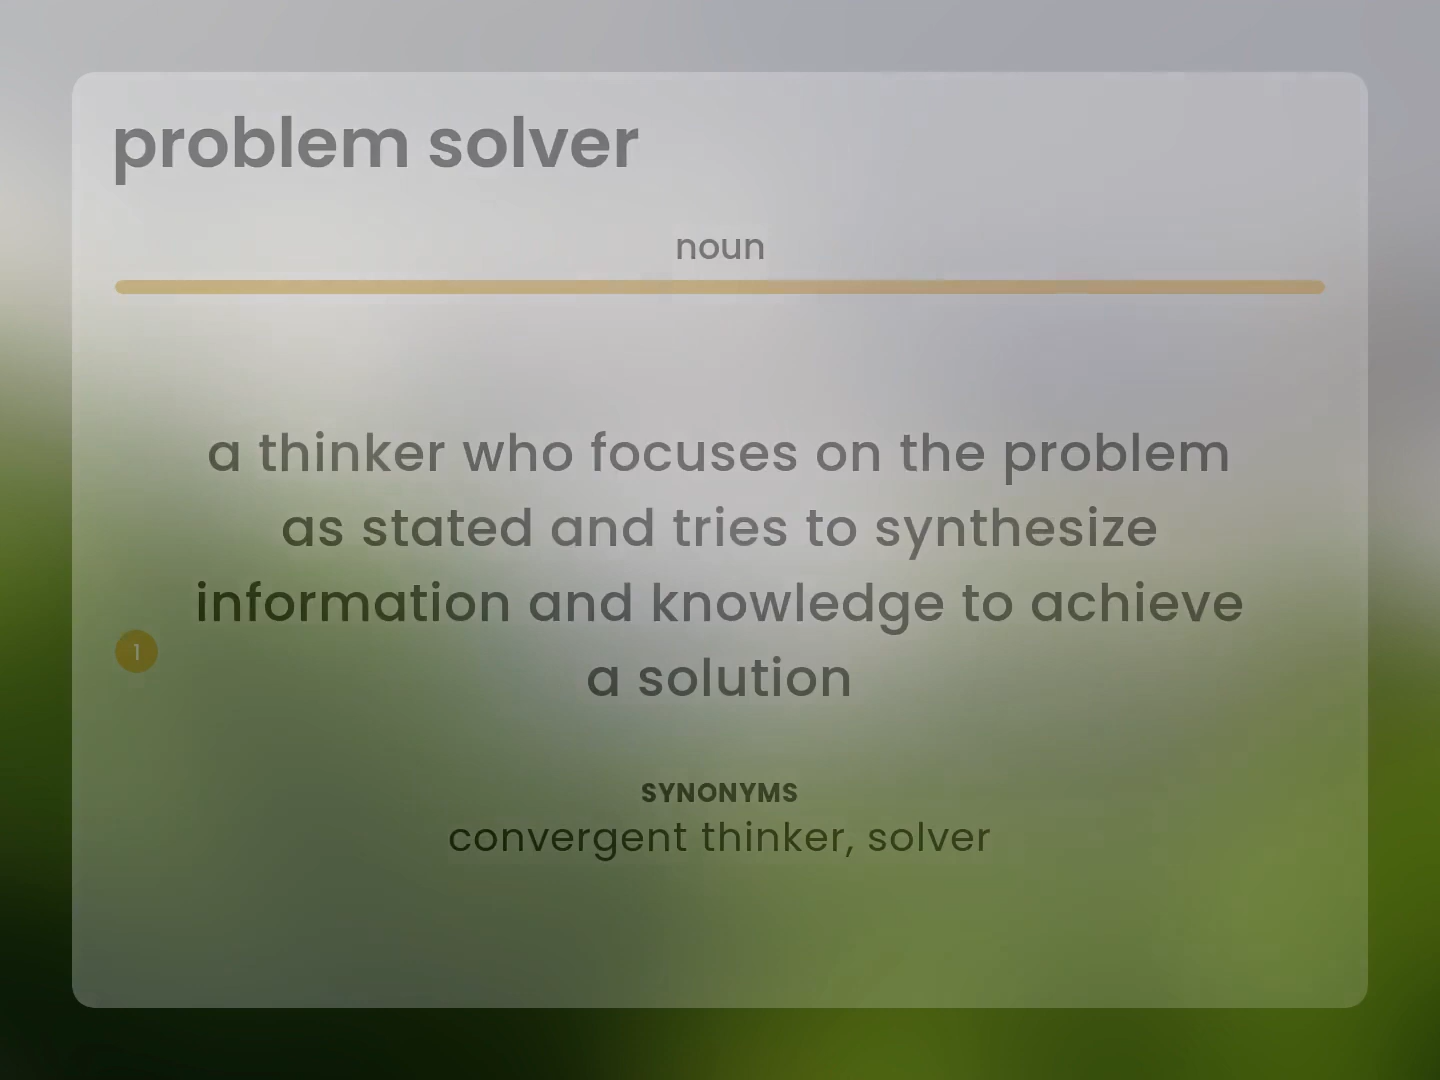 problem solver
noun
a thinker who focuses on the problem
as stated and tries to synthesize
information and knowledge to achieve
1
a solution
SYNONYMS
convergent thinker, solver